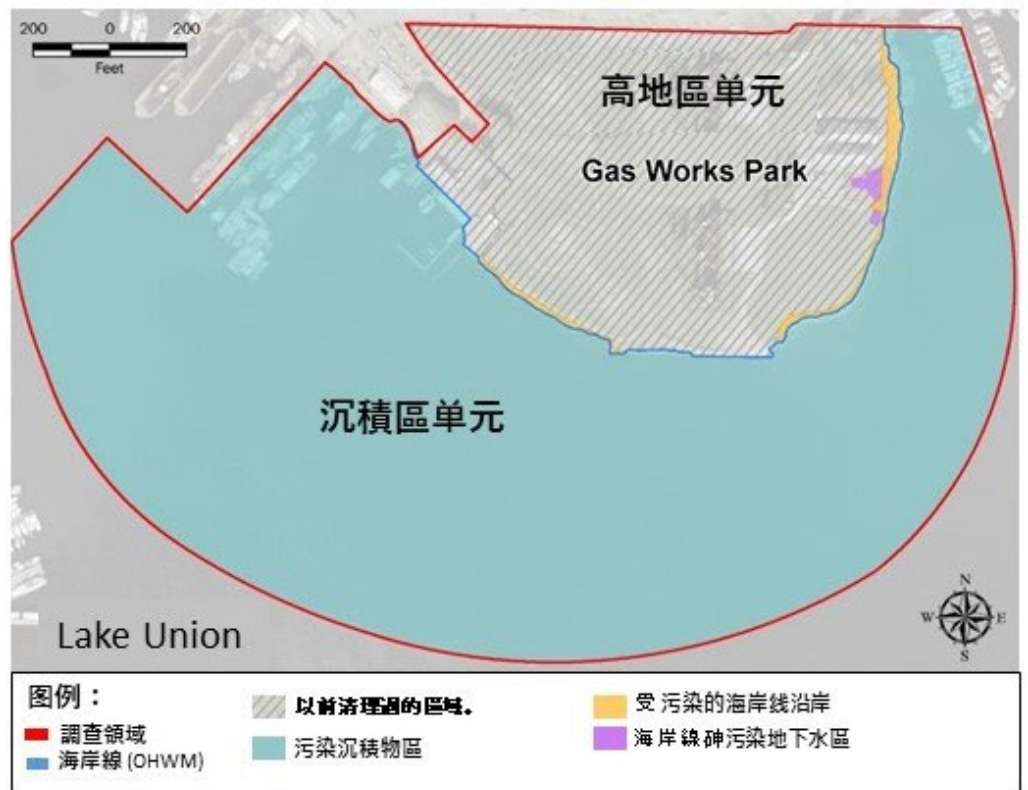 200 0 200
Feet
高地區单元
Gas Works Park
沉積區单元
Lake Union
N
W E
S
图例：
調查領域
海岸線 (OHWM)
以前清理過的區域。
污染沉積物區
受污染的海岸线沿岸
海岸線砷污染地下水區